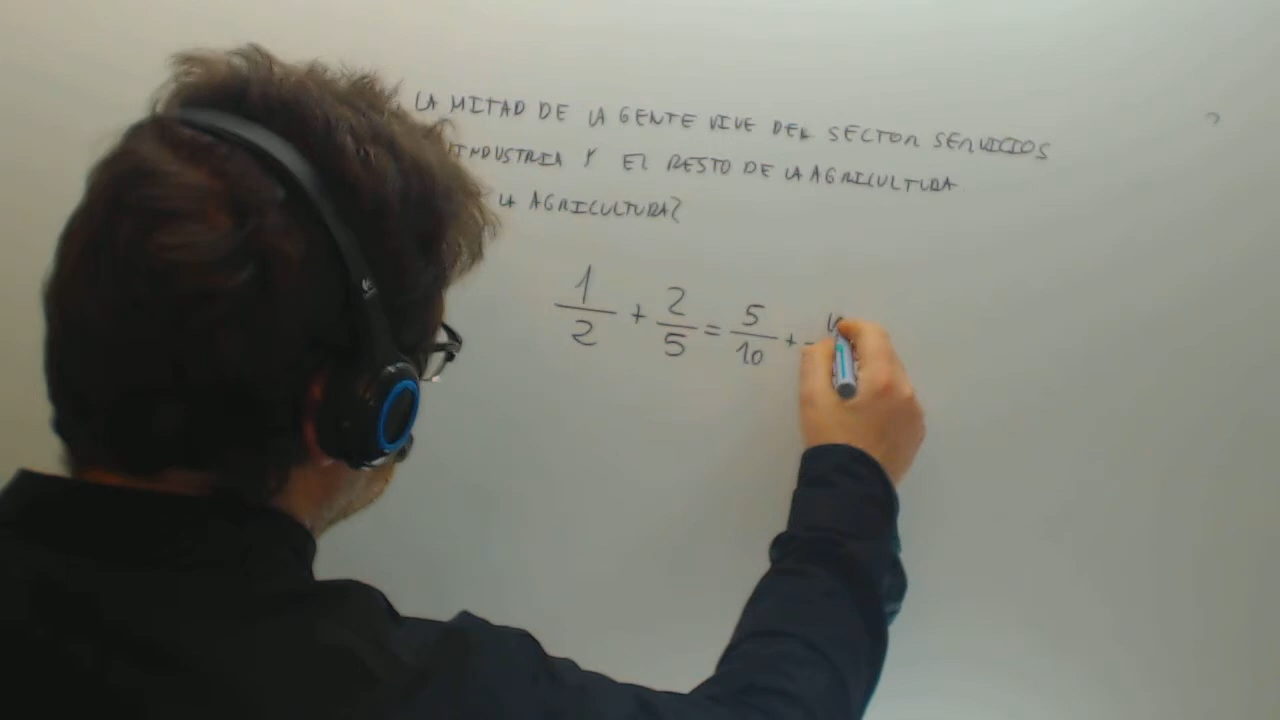 LA MITAD DE LA GENTE VIVE DEL SECTOR SERVICIOS
INDUSTRIA Y EL RESTO DE LA AGRICULTURA
LA AGRICULTURA?
1/2 + 2/5 = 5/10 +